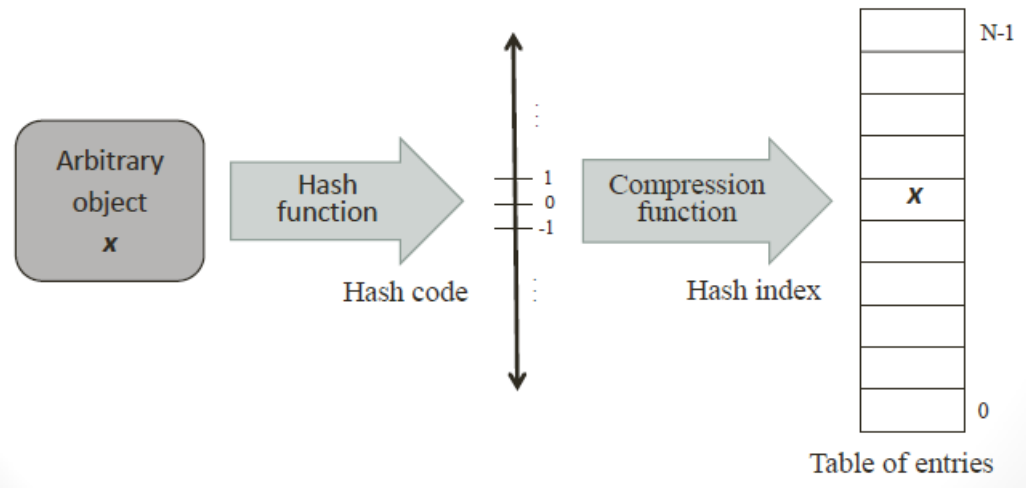 Arbitrary
object
x
Hash
function
Hash code
⋮
1
0
-1
⋮
Compression
function
Hash index
N-1
x
0
Table of entries